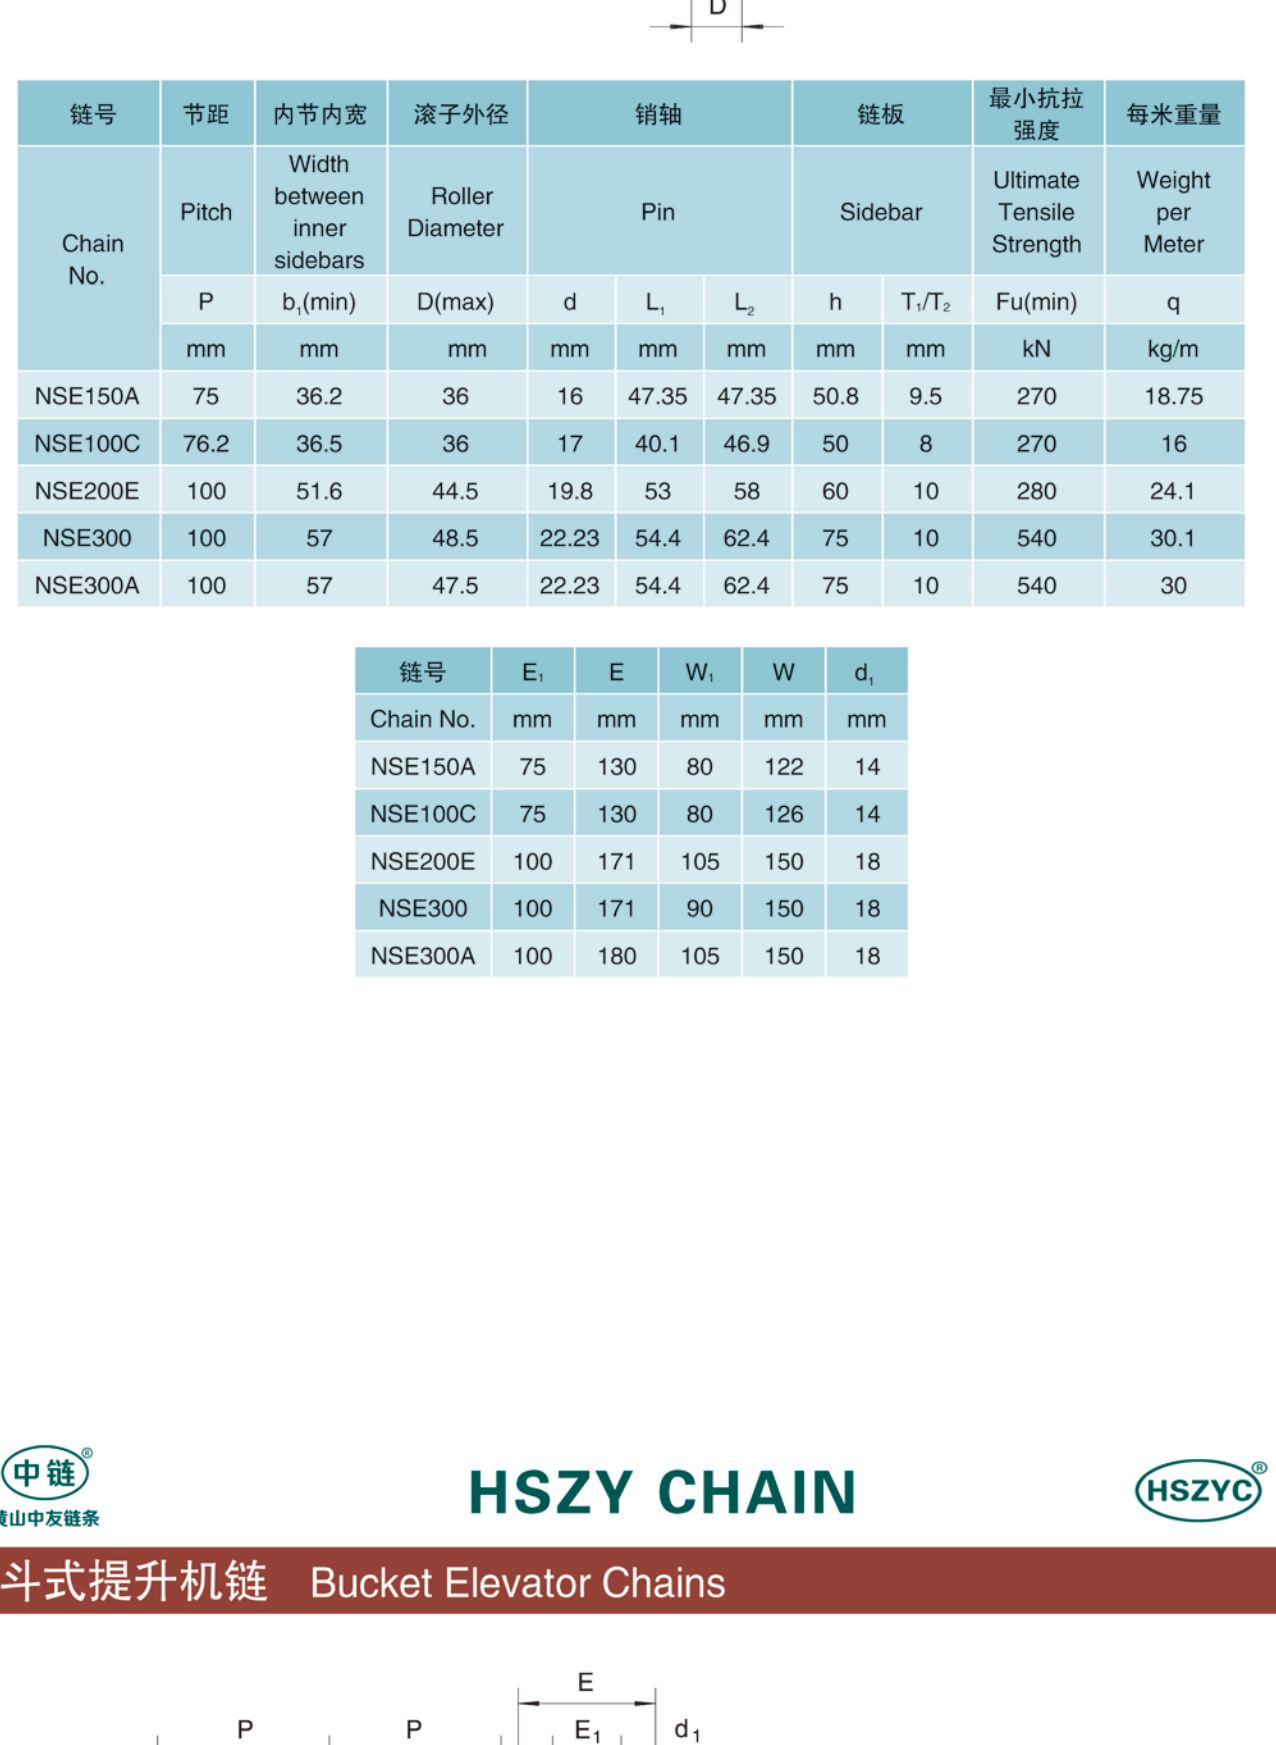 D
链号 节距 内节内宽 滚子外径 销轴 链板 最小抗拉强度 每米重量
Chain No. Pitch Width between inner sidebars Roller Diameter Pin Sidebar Ultimate Tensile Strength Weight per Meter
P b₁(min) D(max) d L₁ L₂ h T₁/T₂ Fu(min) q
mm mm mm mm mm mm mm mm kN kg/m
NSE150A 75 36.2 36 16 47.35 47.35 50.8 9.5 270 18.75
NSE100C 76.2 36.5 36 17 40.1 46.9 50 8 270 16
NSE200E 100 51.6 44.5 19.8 53 58 60 10 280 24.1
NSE300 100 57 48.5 22.23 54.4 62.4 75 10 540 30.1
NSE300A 100 57 47.5 22.23 54.4 62.4 75 10 540 30
链号 E₁ E W₁ W d₁
Chain No. mm mm mm mm mm
NSE150A 75 130 80 122 14
NSE100C 75 130 80 126 14
NSE200E 100 171 105 150 18
NSE300 100 171 90 150 18
NSE300A 100 180 105 150 18
中链®
黄山中友链条
HSZY CHAIN
HSZYC®
斗式提升机链 Bucket Elevator Chains
E
P P E₁ d₁